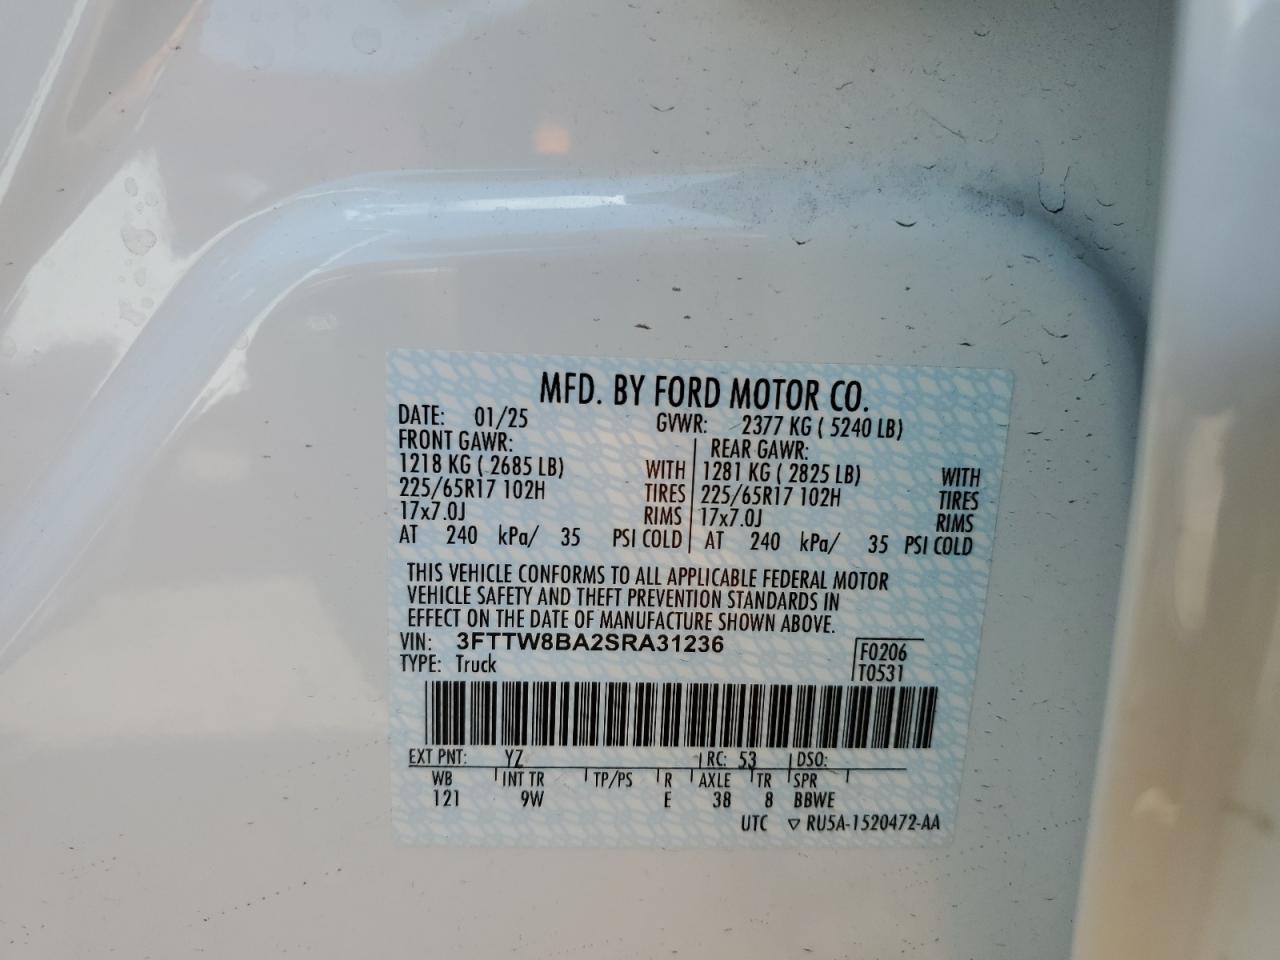 MFD. BY FORD MOTOR CO.
DATE: 01/25 GVWR: 2377 KG ( 5240 LB)
FRONT GAWR: REAR GAWR:
1218 KG ( 2685 LB) WITH 1281 KG ( 2825 LB) WITH
225/65R17 102H TIRES 225/65R17 102H TIRES
17x7.0J RIMS 17x7.0J RIMS
AT 240 kPa/ 35 PSI COLD AT 240 kPa/ 35 PSI COLD
THIS VEHICLE CONFORMS TO ALL APPLICABLE FEDERAL MOTOR
VEHICLE SAFETY AND THEFT PREVENTION STANDARDS IN
EFFECT ON THE DATE OF MANUFACTURE SHOWN ABOVE.
VIN: 3FTTW8BA2SRA31236 F0206
TYPE: Truck T0531
EXT PNT: YZ RC: 53 DSO:
WB INT TR TP/PS R AXLE TR SPR
121 9W E 38 8 BBWE
UTC ▽ RU5A-1520472-AA